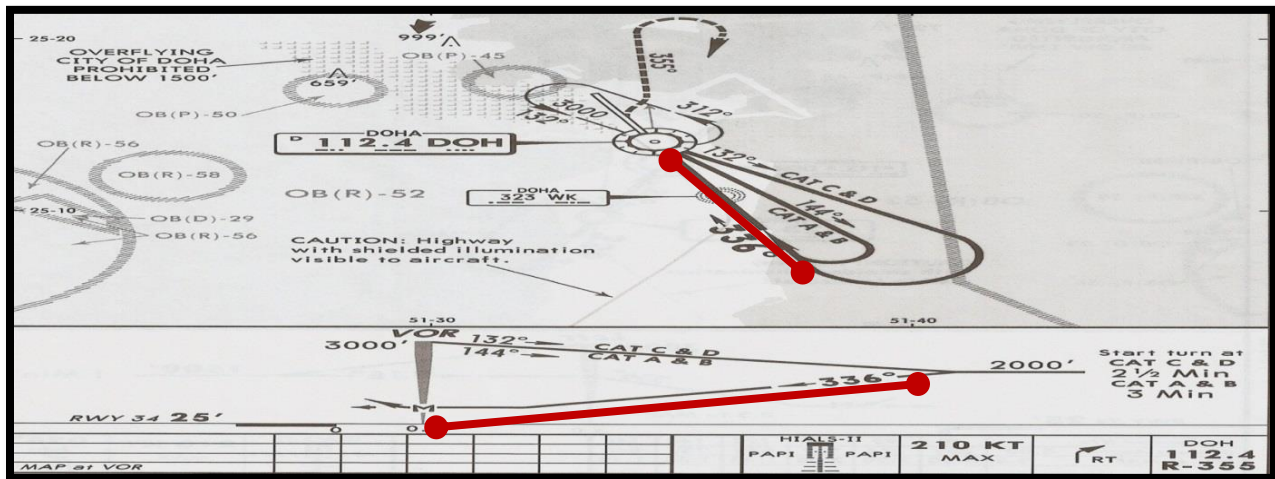 25-20
OVERFLYING
CITY OF DOHA
PROHIBITED
BELOW 1500'
999'
OB(P)-45
659'
OB(P)-50
355°
3000
132°
312°
DOHA
D 112.4 DOH
132°
CAT C & D
OB(R)-56
OB(R)-58
OB(R)-52
DOHA
323 WK
144°
CAT A & B
25-10
OB(D)-29
OB(R)-56
336°
CAUTION: Highway
with shielded illumination
visible to aircraft.
51-30
51-40
VOR
3000'
132°
CAT C & D
144°
CAT A & B
2000'
336°
M
Start turn at
CAT C & D
2½ Min
CAT A & B
3 Min
RWY 34 25'
0
MAP at VOR
HIALS-II
PAPI
PAPI
210 KT
MAX
RT
DOH
112.4
R-355